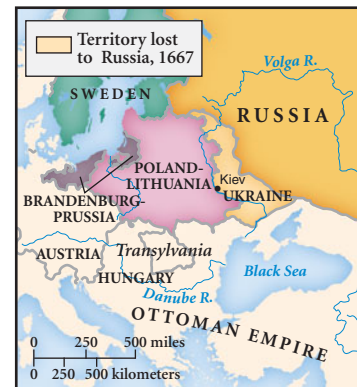 Territory lost
to Russia, 1667
Volga R.
SWEDEN
RUSSIA
POLAND-
LITHUANIA
Kiev
UKRAINE
BRANDENBURG-
PRUSSIA
AUSTRIA
Transylvania
HUNGARY
Black Sea
Danube R.
OTTOMAN EMPIRE
0 250 500 miles
0 250 500 kilometers